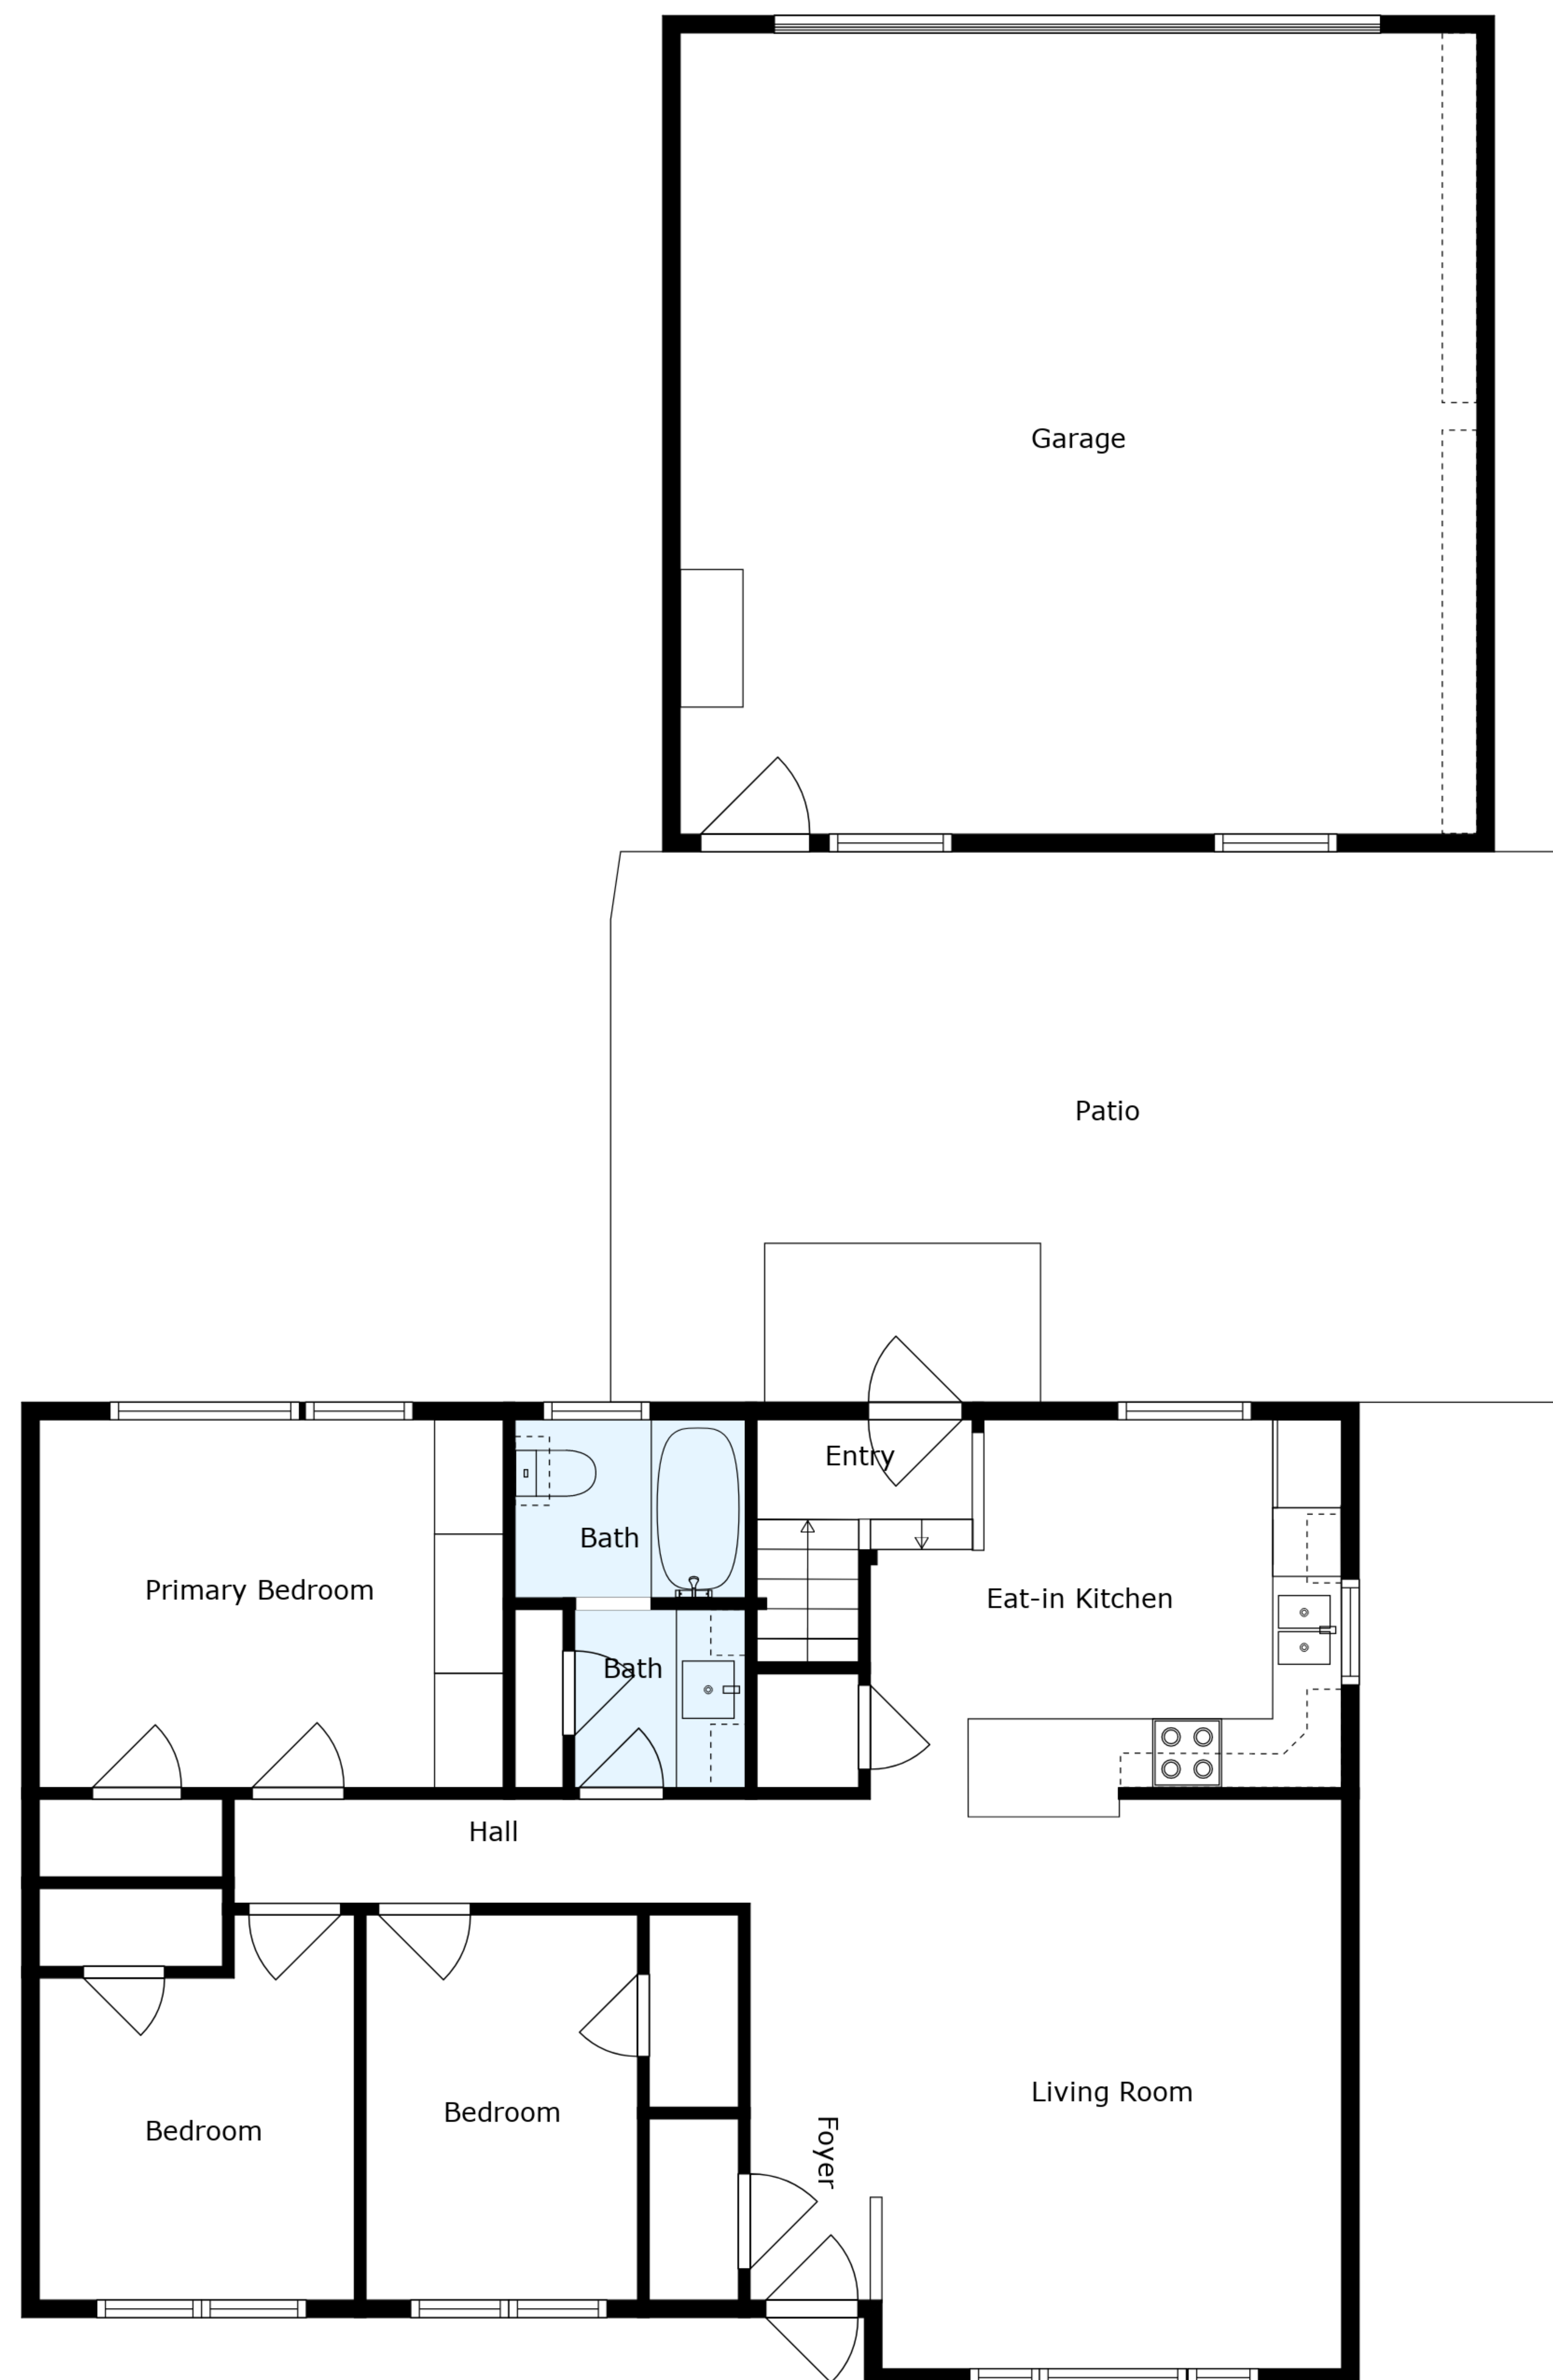 Garage
Patio
Entry
Bath
Primary Bedroom
Eat-in Kitchen
Bath
Hall
Living Room
Bedroom
Bedroom
Foyer